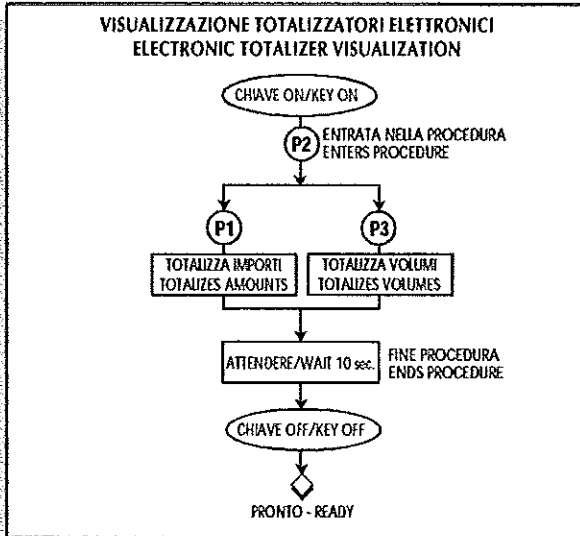 VISUALIZZAZIONE TOTALIZZATORI ELETTRONICI
ELECTRONIC TOTALIZER VISUALIZATION
CHIAVE ON/KEY ON
P2
ENTRATA NELLA PROCEDURA
ENTERS PROCEDURE
P1
P3
TOTALIZZA IMPORTI
TOTALIZES AMOUNTS
TOTALIZZA VOLUMI
TOTALIZES VOLUMES
ATTENDERE/WAIT 10 sec.
FINE PROCEDURA
ENDS PROCEDURE
CHIAVE OFF/KEY OFF
PRONTO - READY